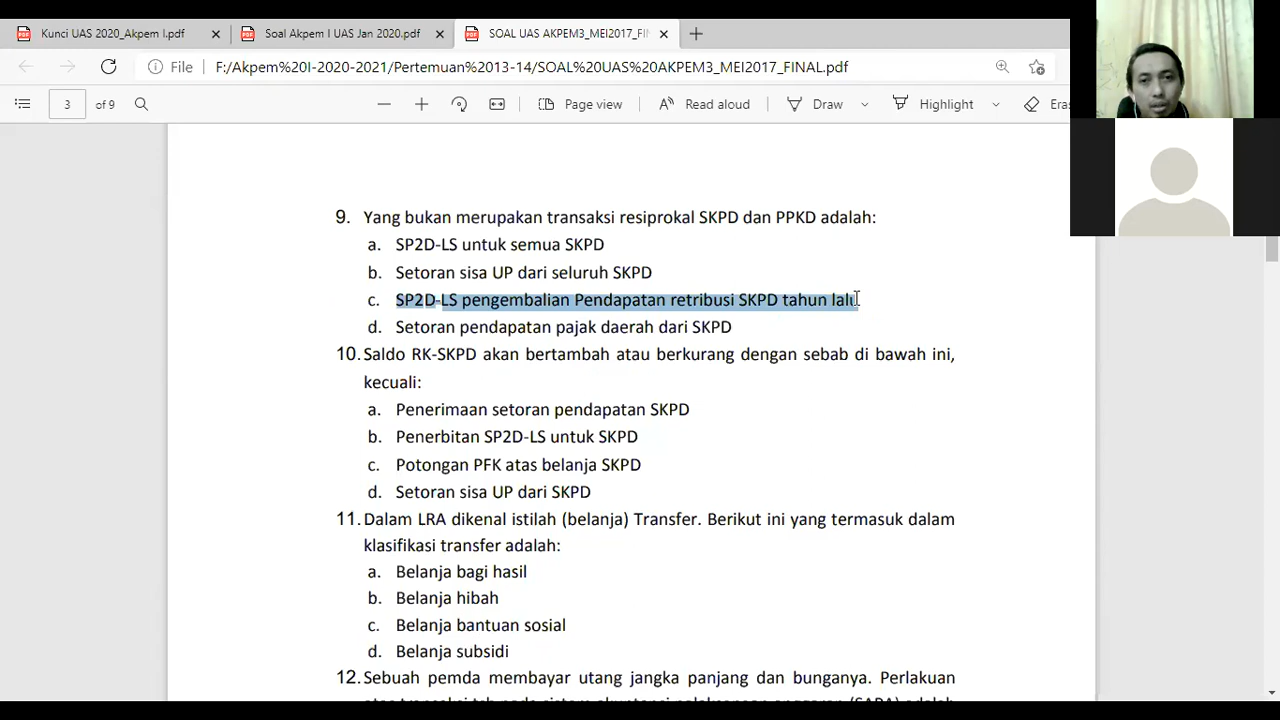 Kunci UAS 2020_Akpem I.pdf
Soal Akpem I UAS Jan 2020.pdf
SOAL UAS AKPEM3_MEI2017_FIN
File
F:/Akpem%20I-2020-2021/Pertemuan%2013-14/SOAL%20UAS%20AKPEM3_MEI2017_FINAL.pdf
3 of 9
Page view
Read aloud
Draw
Highlight
Eras
9. Yang bukan merupakan transaksi resiprokal SKPD dan PPKD adalah:
a. SP2D-LS untuk semua SKPD
b. Setoran sisa UP dari seluruh SKPD
c. SP2D-LS pengembalian Pendapatan retribusi SKPD tahun lalu
d. Setoran pendapatan pajak daerah dari SKPD
10. Saldo RK-SKPD akan bertambah atau berkurang dengan sebab di bawah ini,
kecuali:
a. Penerimaan setoran pendapatan SKPD
b. Penerbitan SP2D-LS untuk SKPD
c. Potongan PFK atas belanja SKPD
d. Setoran sisa UP dari SKPD
11. Dalam LRA dikenal istilah (belanja) Transfer. Berikut ini yang termasuk dalam
klasifikasi transfer adalah:
a. Belanja bagi hasil
b. Belanja hibah
c. Belanja bantuan sosial
d. Belanja subsidi
12. Sebuah pemda membayar utang jangka panjang dan bunganya. Perlakuan